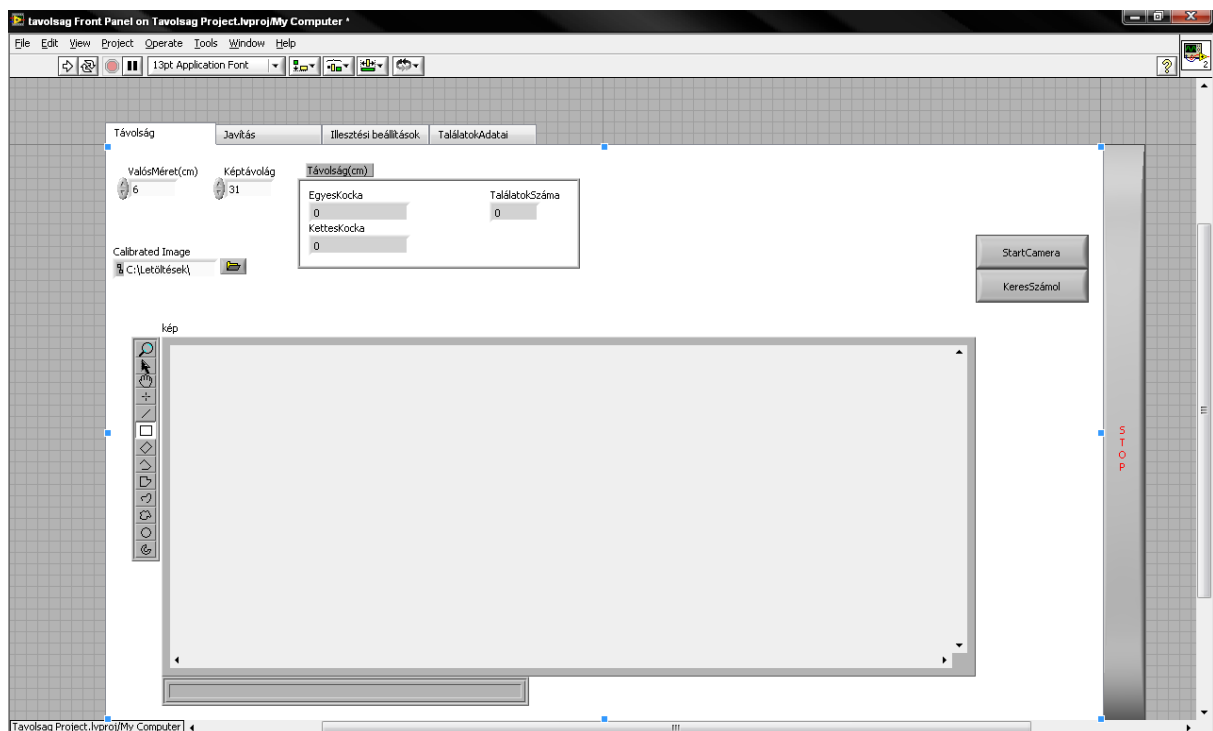 tavolsag Front Panel on Tavolsag Project.lvproj/My Computer *
File Edit View Project Operate Tools Window Help
13pt Application Font
2
Távolság Javítás Illesztési beállítások TalálatokAdatai
ValósMéret(cm) Képtávolág Távolság(cm)
6 31
EgyesKocka TalálatokSzáma
0 0
KettesKocka
0
Calibrated Image
C:\Letöltések\
StartCamera
KeresSzámol
kép
S
T
O
P
Tavolsag Project.lvproj/My Computer